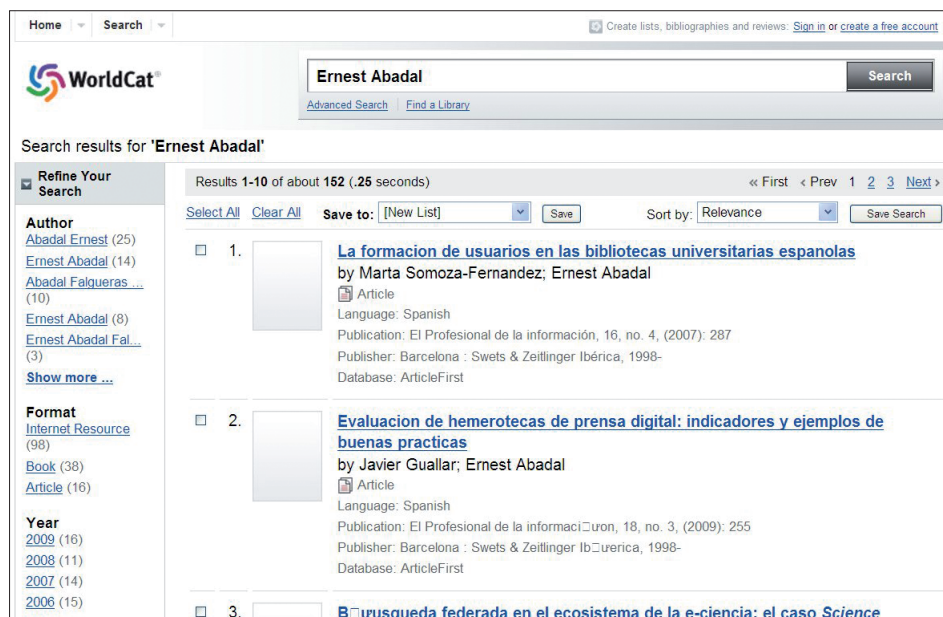 Home Search Create lists, bibliographies and reviews: Sign in or create a free account
WorldCat®
Ernest Abadal Search
Advanced Search Find a Library
Search results for 'Ernest Abadal'
Refine Your
Search
Author
Abadal Ernest (25)
Ernest Abadal (14)
Abadal Falgueras ...
(10)
Ernest Abadal (8)
Ernest Abadal Fal...
(3)
Show more ...
Format
Internet Resource
(98)
Book (38)
Article (16)
Year
2009 (16)
2008 (11)
2007 (14)
2006 (15)
Results 1-10 of about 152 (.25 seconds) « First ‹ Prev 1 2 3 Next ›
Select All Clear All Save to: [New List] Save Sort by: Relevance Save Search
1. La formacion de usuarios en las bibliotecas universitarias espanolas
by Marta Somoza-Fernandez; Ernest Abadal
Article
Language: Spanish
Publication: El Profesional de la información, 16, no. 4, (2007): 287
Publisher: Barcelona : Swets & Zeitlinger Ibérica, 1998-
Database: ArticleFirst
2. Evaluacion de hemerotecas de prensa digital: indicadores y ejemplos de
buenas practicas
by Javier Guallar; Ernest Abadal
Article
Language: Spanish
Publication: El Profesional de la informaci□uron, 18, no. 3, (2009): 255
Publisher: Barcelona : Swets & Zeitlinger Ib□urerica, 1998-
Database: ArticleFirst
3. B□urusqueda federada en el ecosistema de la e-ciencia: el caso Science